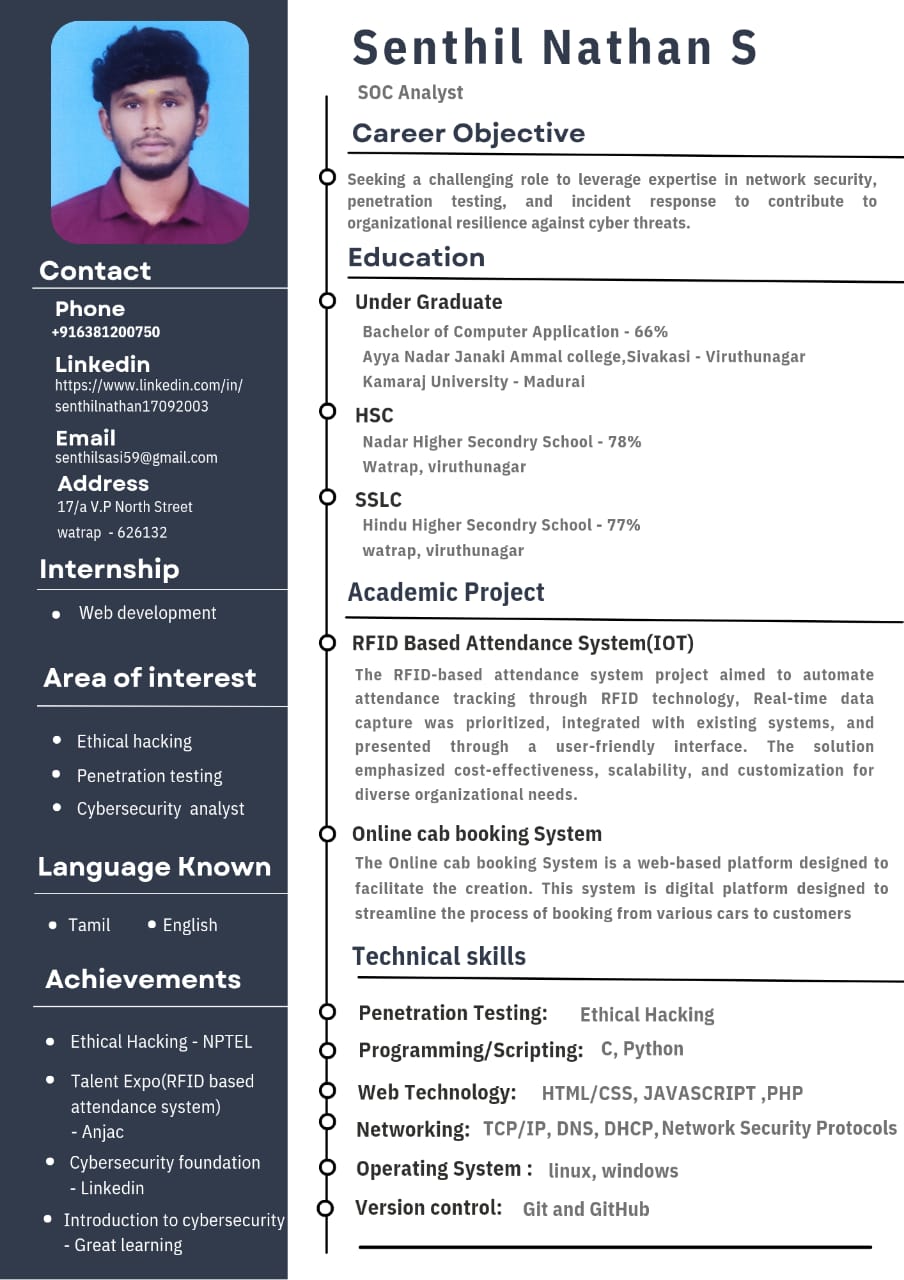 Senthil Nathan S
SOC Analyst
Career Objective
Seeking a challenging role to leverage expertise in network security,
penetration testing, and incident response to contribute to
organizational resilience against cyber threats.
Education
Under Graduate
Bachelor of Computer Application - 66%
Ayya Nadar Janaki Ammal college,Sivakasi - Viruthunagar
Kamaraj University - Madurai
HSC
Nadar Higher Secondry School - 78%
Watrap, viruthunagar
SSLC
Hindu Higher Secondry School - 77%
watrap, viruthunagar
Academic Project
RFID Based Attendance System(IOT)
The RFID-based attendance system project aimed to automate
attendance tracking through RFID technology, Real-time data
capture was prioritized, integrated with existing systems, and
presented through a user-friendly interface. The solution
emphasized cost-effectiveness, scalability, and customization for
diverse organizational needs.
Online cab booking System
The Online cab booking System is a web-based platform designed to
facilitate the creation. This system is digital platform designed to
streamline the process of booking from various cars to customers
Technical skills
Penetration Testing: Ethical Hacking
Programming/Scripting: C, Python
Web Technology: HTML/CSS, JAVASCRIPT ,PHP
Networking: TCP/IP, DNS, DHCP, Network Security Protocols
Operating System : linux, windows
Version control: Git and GitHub
Contact
Phone
+916381200750
Linkedin
https://www.linkedin.com/in/
senthilnathan17092003
Email
senthilsasi59@gmail.com
Address
17/a V.P North Street
watrap - 626132
Internship
Web development
Area of interest
Ethical hacking
Penetration testing
Cybersecurity analyst
Language Known
Tamil
English
Achievements
Ethical Hacking - NPTEL
Talent Expo(RFID based
attendance system)
- Anjac
Cybersecurity foundation
- Linkedin
Introduction to cybersecurity
- Great learning